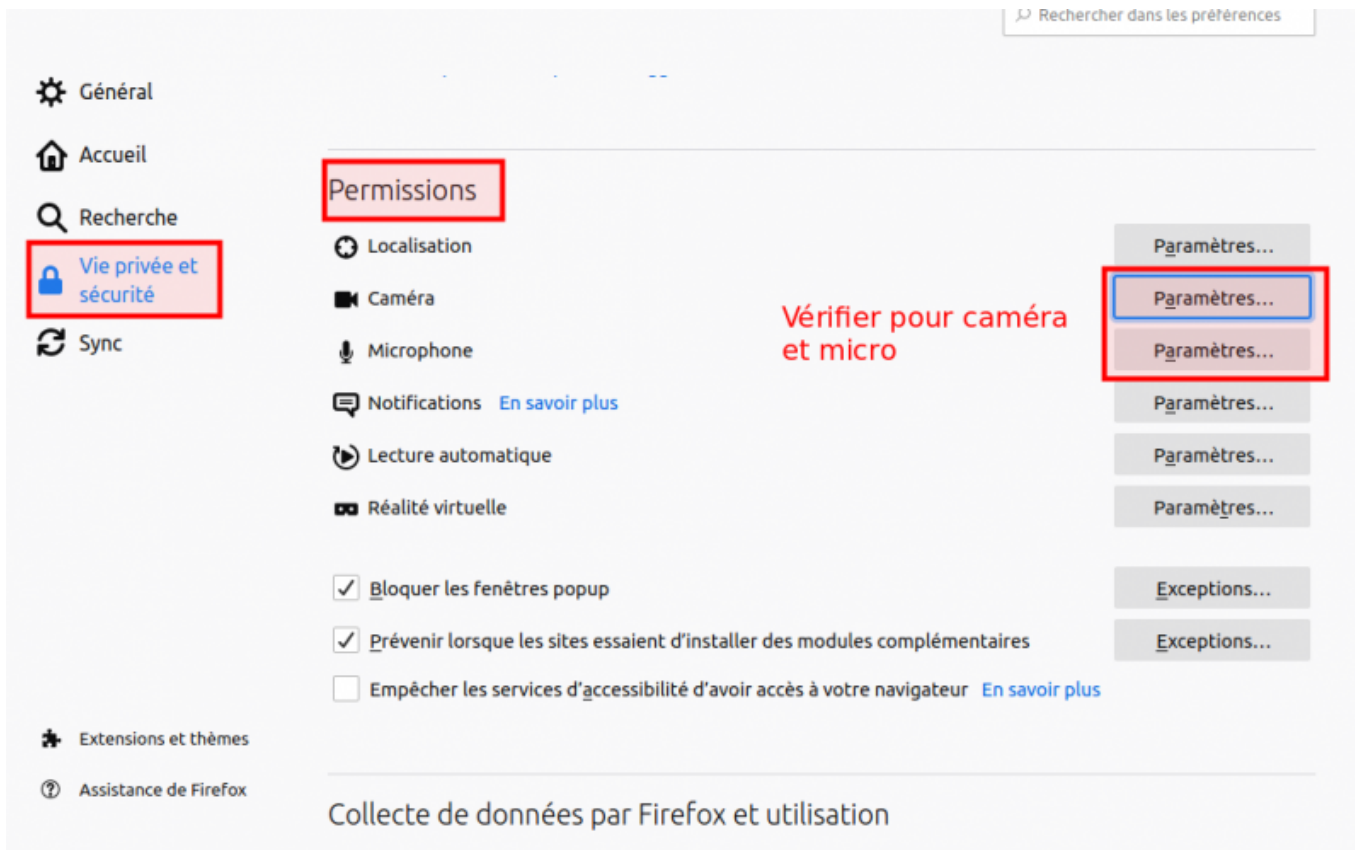 Rechercher dans les préférences
Général
Accueil
Recherche
Vie privée et
sécurité
Sync
Permissions
Localisation Paramètres...
Caméra Paramètres...
Vérifier pour caméra
et micro
Microphone Paramètres...
Notifications En savoir plus Paramètres...
Lecture automatique Paramètres...
Réalité virtuelle Paramètres...
Bloquer les fenêtres popup Exceptions...
Prévenir lorsque les sites essaient d'installer des modules complémentaires Exceptions...
Empêcher les services d'accessibilité d'avoir accès à votre navigateur En savoir plus
Extensions et thèmes
Assistance de Firefox
Collecte de données par Firefox et utilisation